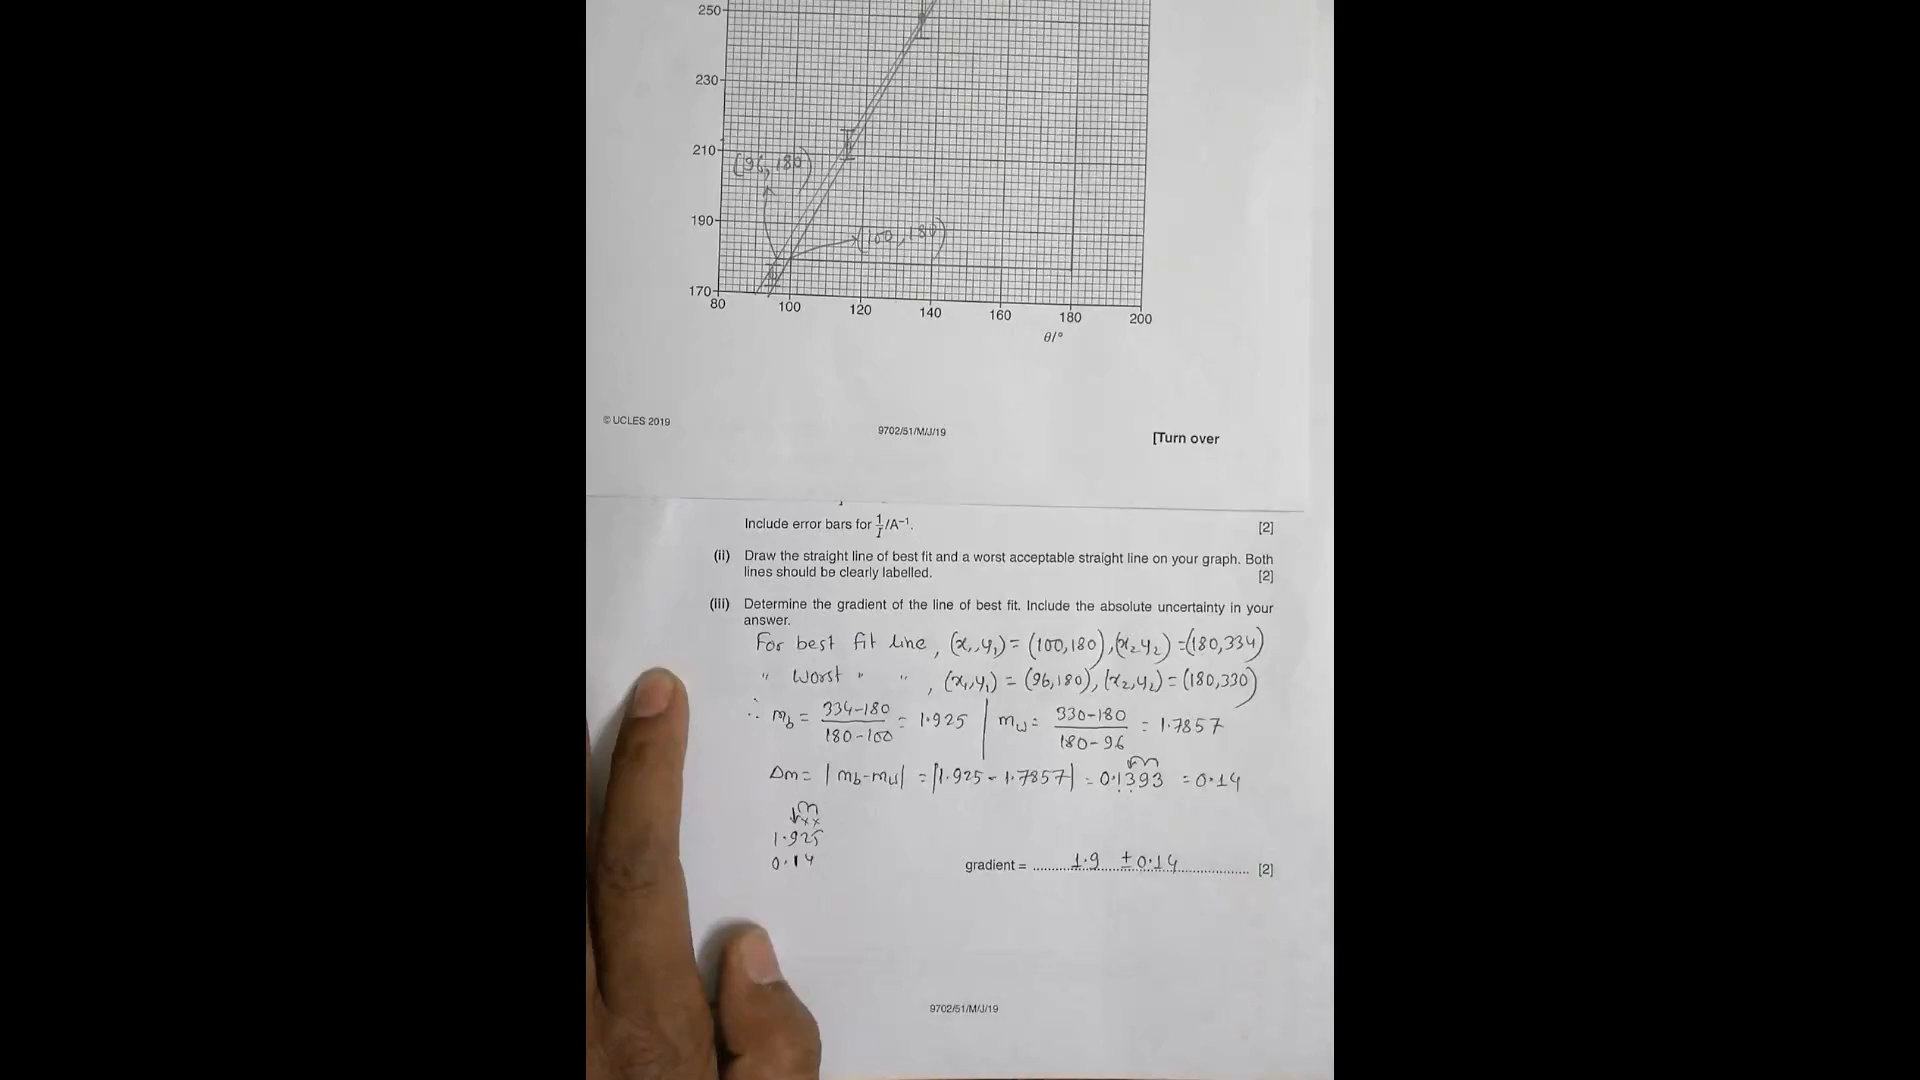 250
230
210
(96,180)
190
(100,180)
170
80 100 120 140 160 180 200
θ/°
© UCLES 2019
9702/51/M/J/19
[Turn over
Include error bars for 1/I /A⁻¹. [2]
(ii) Draw the straight line of best fit and a worst acceptable straight line on your graph. Both
lines should be clearly labelled. [2]
(iii) Determine the gradient of the line of best fit. Include the absolute uncertainty in your
answer.
For best fit line, (x₁,y₁) = (100,180), (x₂y₂) = (180,334)
" Worst " ", (x₁,y₁) = (96,180), (x₂,y₂) = (180,330)
∴ m_b = 334-180/180-100 = 1.925 | m_w = 330-180/180-96 = 1.7857
Δm = |m_b-m_w| = |1.925 - 1.7857| = 0.1393 = 0.14
xx
1.925
0.14
gradient = 1.9 ± 0.14 [2]
9702/51/M/J/19